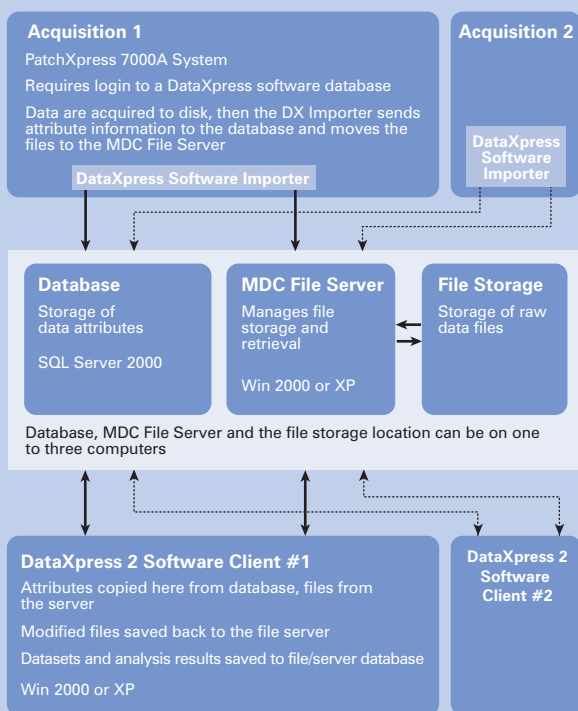 Acquisition 1
PatchXpress 7000A System
Requires login to a DataXpress software database
Data are acquired to disk, then the DX Importer sends
attribute information to the database and moves the
files to the MDC File Server
DataXpress Software Importer
Acquisition 2
DataXpress
Software
Importer
Database
Storage of
data attributes
SQL Server 2000
MDC File Server
Manages file
storage and
retrieval
Win 2000 or XP
File Storage
Storage of raw
data files
Database, MDC File Server and the file storage location can be on one
to three computers
DataXpress 2 Software Client #1
Attributes copied here from database, files from
the server
Modified files saved back to the file server
Datasets and analysis results saved to file/server database
Win 2000 or XP
DataXpress 2
Software
Client #2